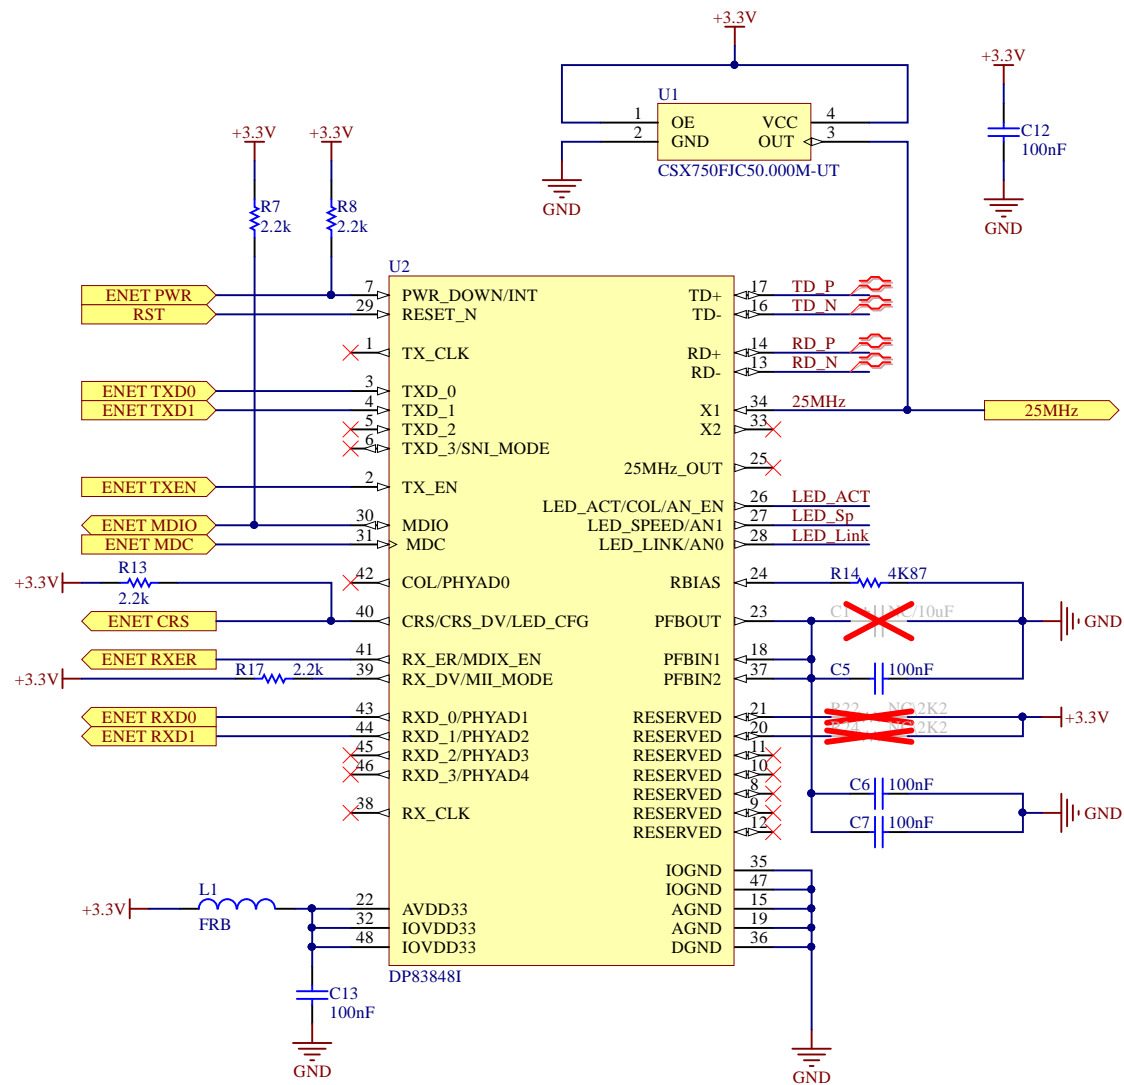 +3.3V
+3.3V
U1
1 OE VCC 4
2 GND OUT 3
CSX750FJC50.000M-UT
GND
C12
100nF
GND
+3.3V +3.3V
R7
2.2k
R8
2.2k
U2
ENET PWR 7 PWR_DOWN/INT
RST 29 RESET_N
1 TX_CLK
ENET TXD0 3 TXD_0
ENET TXD1 4 TXD_1
5 TXD_2
6 TXD_3/SNI_MODE
ENET TXEN 2 TX_EN
ENET MDIO 30 MDIO
ENET MDC 31 MDC
+3.3V R13
2.2k
42 COL/PHYAD0
ENET CRS 40 CRS/CRS_DV/LED_CFG
ENET RXER 41 RX_ER/MDIX_EN
+3.3V R17 2.2k 39 RX_DV/MII_MODE
ENET RXD0 43 RXD_0/PHYAD1
ENET RXD1 44 RXD_1/PHYAD2
45 RXD_2/PHYAD3
46 RXD_3/PHYAD4
38 RX_CLK
+3.3V L1
FRB
22 AVDD33
32 IOVDD33
48 IOVDD33
DP83848I
C13
100nF
GND
TD+ 17 TD_P
TD- 16 TD_N
RD+ 14 RD_P
RD- 13 RD_N
X1 34 25MHz 25MHz
X2 33
25MHz_OUT 25
LED_ACT/COL/AN_EN 26 LED_ACT
LED_SPEED/AN1 27 LED_Sp
LED_LINK/AN0 28 LED_Link
RBIAS 24 R14 4K87
PFBOUT 23 NC/10uF GND
PFBIN1 18
PFBIN2 37 C5 100nF
RESERVED 21 R22 NC\2K2 +3.3V
RESERVED 20 R24 NC\2K2
RESERVED 11
RESERVED 10
RESERVED 8 C6 100nF
RESERVED 9 GND
RESERVED 12 C7 100nF
IOGND 35
IOGND 47
AGND 15
AGND 19
DGND 36
GND